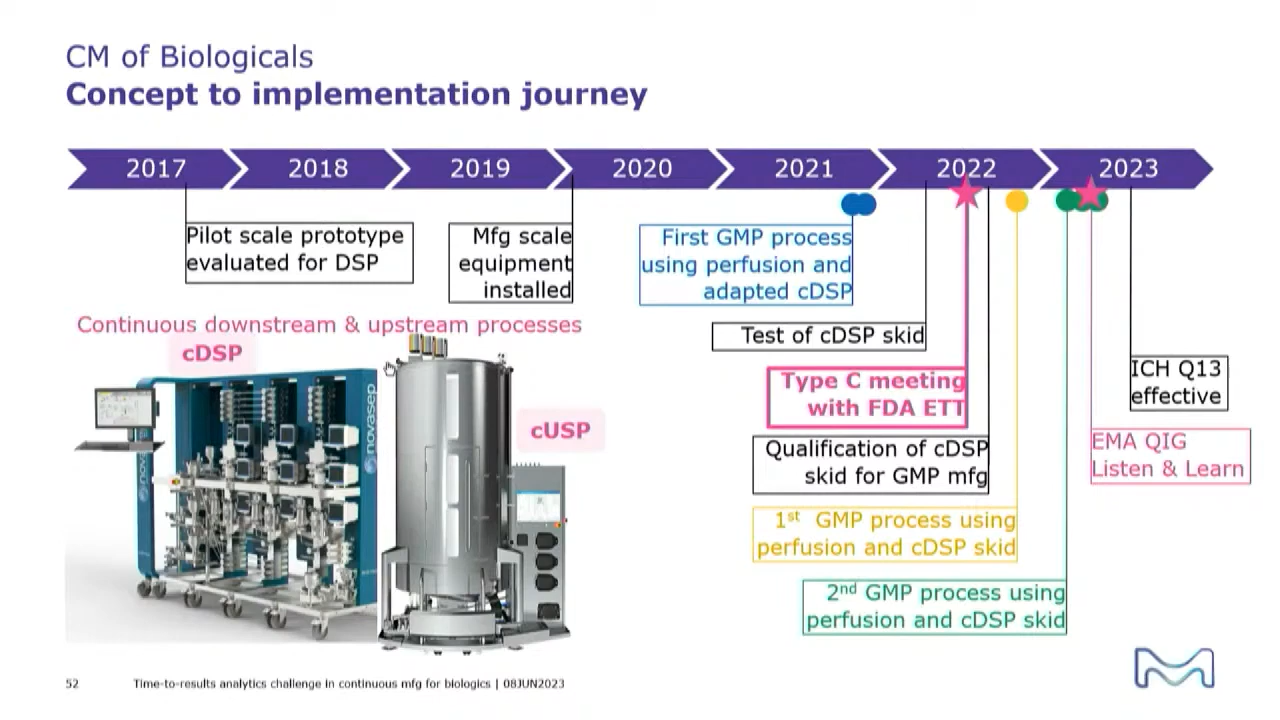 CM of Biologicals
Concept to implementation journey
2017 2018 2019 2020 2021 2022 2023
Pilot scale prototype
evaluated for DSP
Mfg scale
equipment
installed
First GMP process
using perfusion and
adapted cDSP
Test of cDSP skid
Type C meeting
with FDA ETT
Qualification of cDSP
skid for GMP mfg
1st GMP process using
perfusion and cDSP skid
2nd GMP process using
perfusion and cDSP skid
ICH Q13
effective
EMA QIG
Listen & Learn
Continuous downstream & upstream processes
cDSP
cUSP
novasep
novasep
52 Time-to-results analytics challenge in continuous mfg for biologics | 08JUN2023